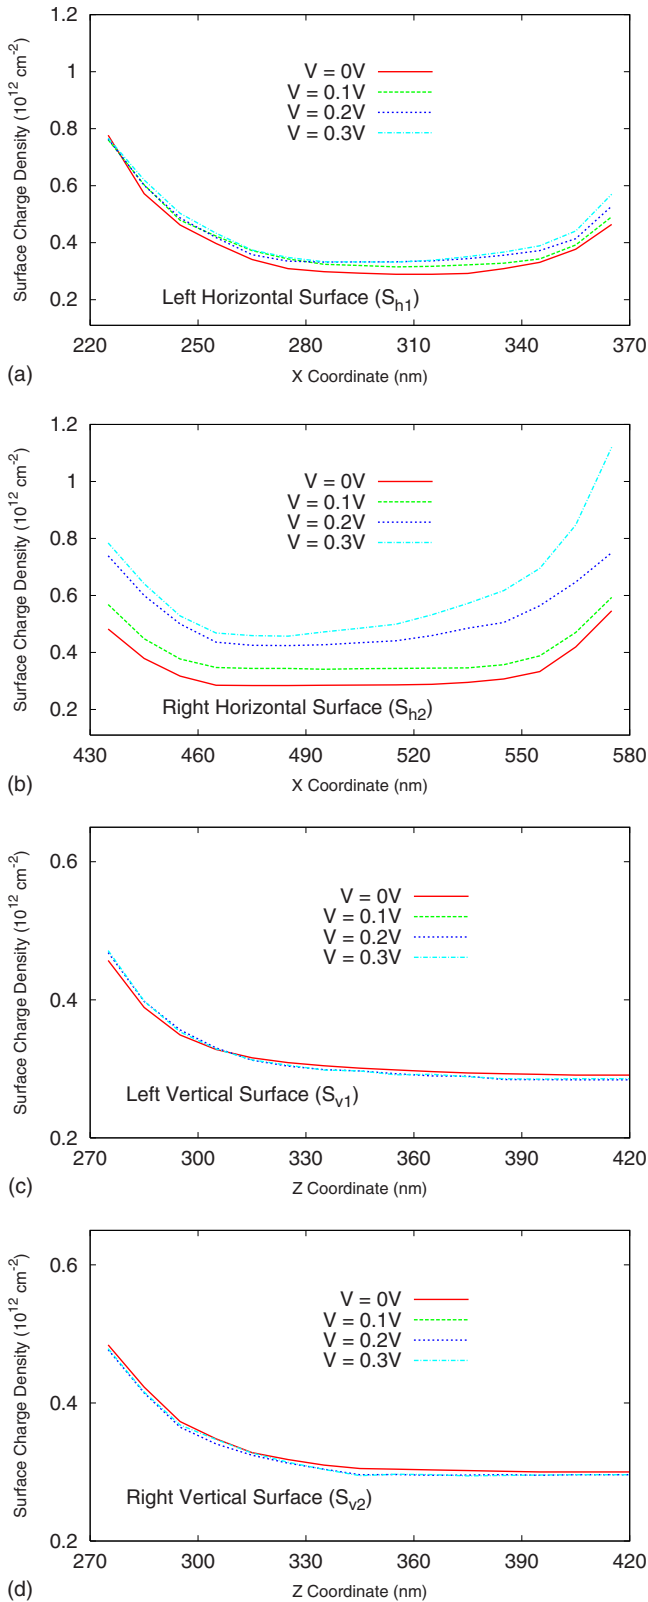 Surface Charge Density (10^12 cm^-2)
1
0.8
0.6
0.4
0.2
V = 0V
V = 0.1V
V = 0.2V
V = 0.3V
Left Horizontal Surface (S_h1)
220 250 280 310 340 370
(a)
X Coordinate (nm)
Surface Charge Density (10^12 cm^-2)
1.2
1
0.8
0.6
0.4
0.2
V = 0V
V = 0.1V
V = 0.2V
V = 0.3V
Right Horizontal Surface (S_h2)
430 460 490 520 550 580
(b)
X Coordinate (nm)
Surface Charge Density (10^12 cm^-2)
0.6
0.4
0.2
V = 0V
V = 0.1V
V = 0.2V
V = 0.3V
Left Vertical Surface (S_v1)
270 300 330 360 390 420
(c)
Z Coordinate (nm)
Surface Charge Density (10^12 cm^-2)
0.6
0.4
0.2
V = 0V
V = 0.1V
V = 0.2V
V = 0.3V
Right Vertical Surface (S_v2)
270 300 330 360 390 420
(d)
Z Coordinate (nm)